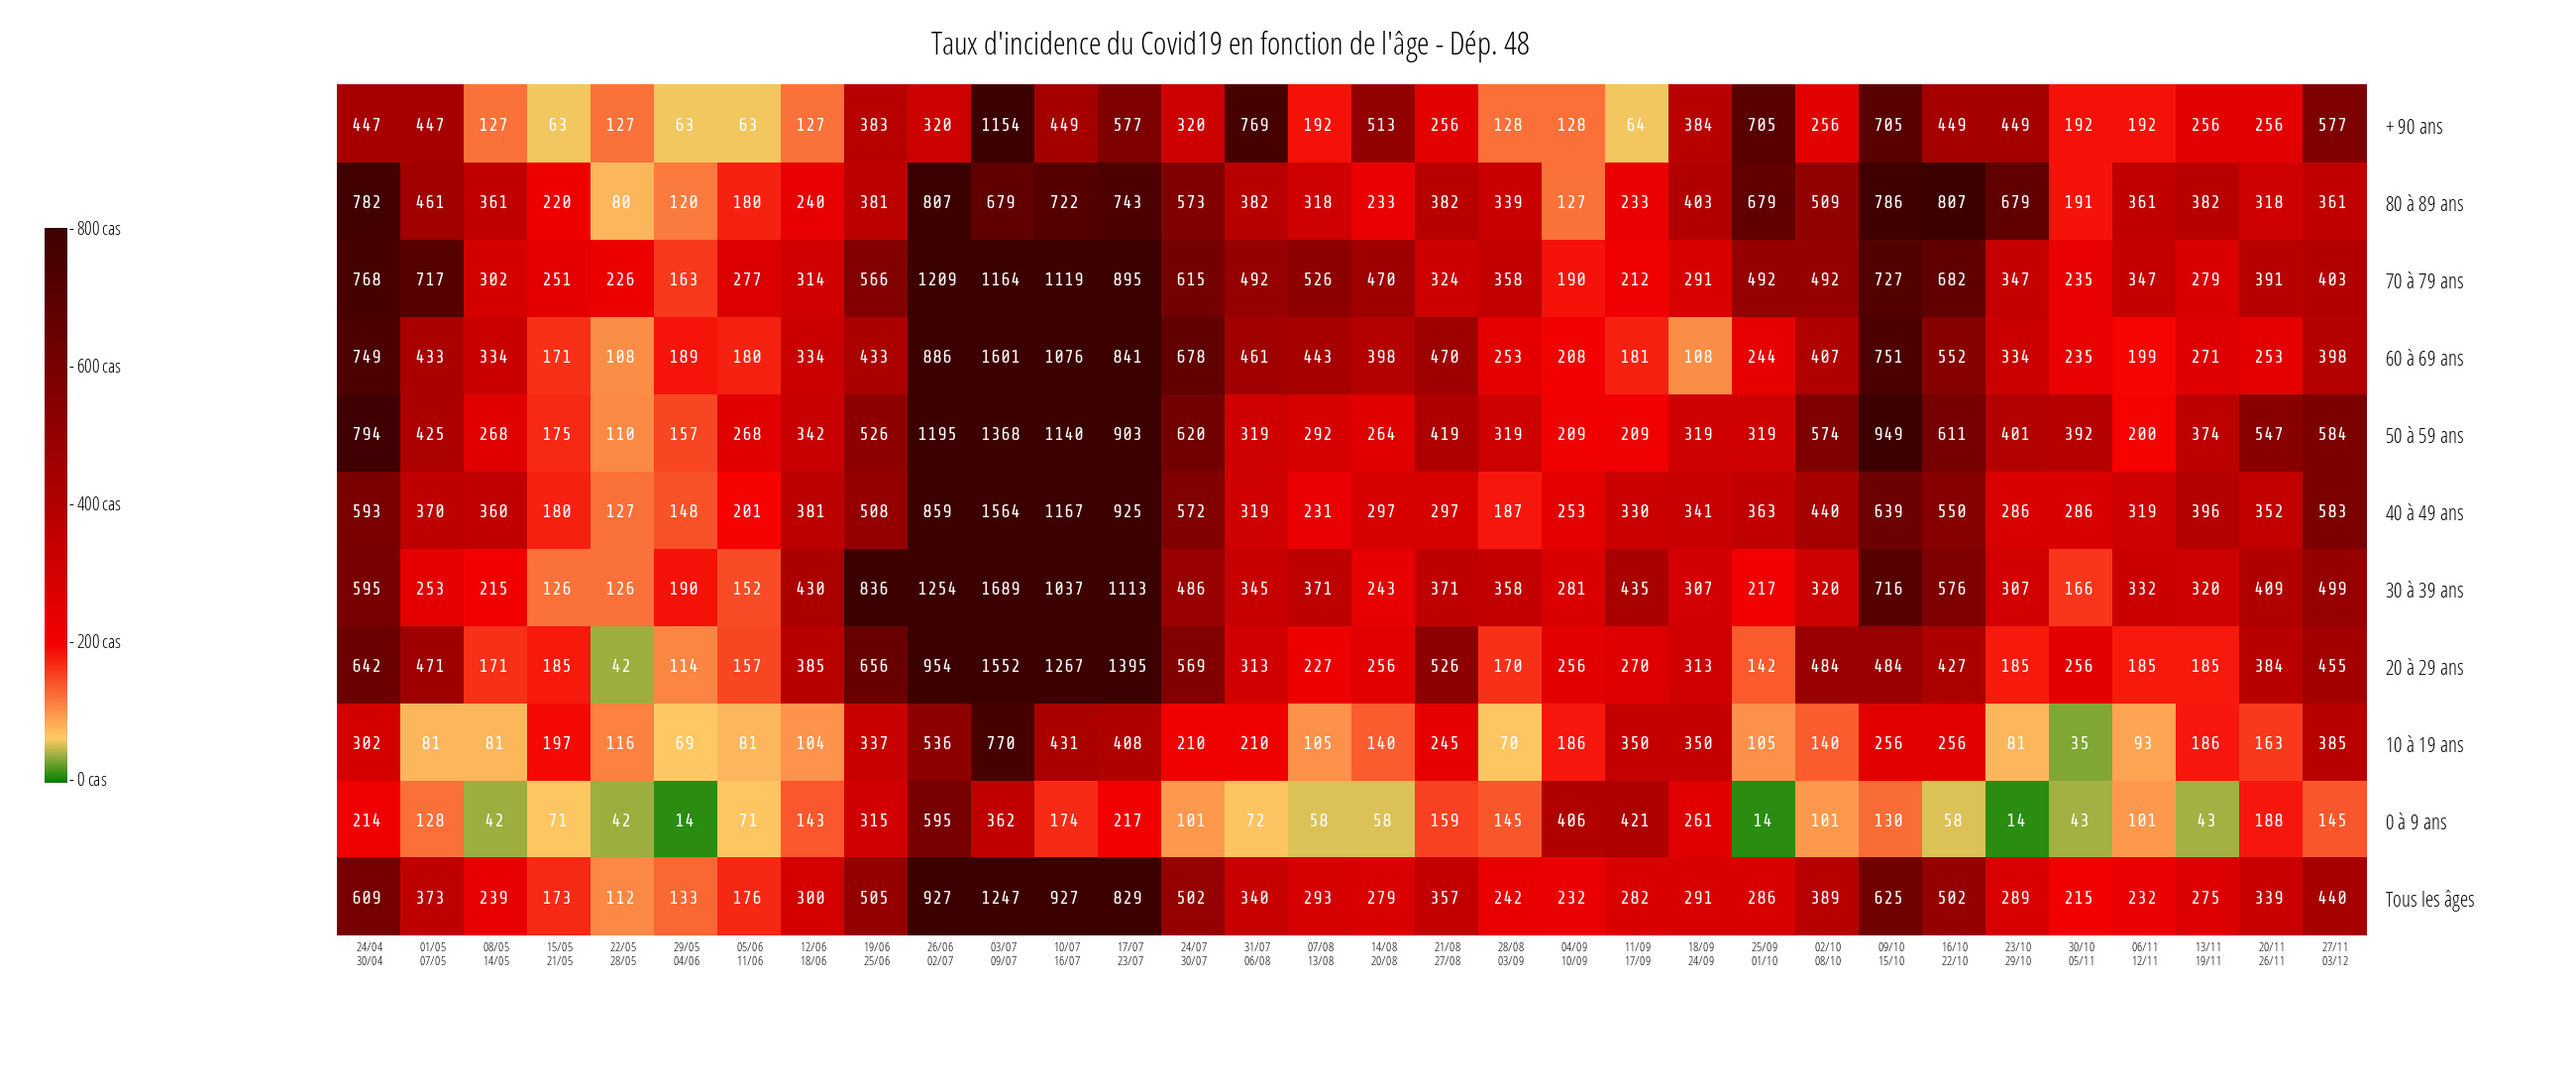 Taux d'incidence du Covid19 en fonction de l'âge - Dép. 48
- 800 cas
- 600 cas
- 400 cas
- 200 cas
- 0 cas
447 447 127 63 127 63 63 127 383 320 1154 449 577 320 769 192 513 256 128 128 64 384 705 256 705 449 449 192 192 256 256 577 + 90 ans
782 461 361 220 80 120 180 240 381 807 679 722 743 573 382 318 233 382 339 127 233 403 679 509 786 807 679 191 361 382 318 361 80 à 89 ans
768 717 302 251 226 163 277 314 566 1209 1164 1119 895 615 492 526 470 324 358 190 212 291 492 492 727 682 347 235 347 279 391 403 70 à 79 ans
749 433 334 171 108 189 180 334 433 886 1601 1076 841 678 461 443 398 470 253 208 181 108 244 407 751 552 334 235 199 271 253 398 60 à 69 ans
794 425 268 175 110 157 268 342 526 1195 1368 1140 903 620 319 292 264 419 319 209 209 319 319 574 949 611 401 392 200 374 547 584 50 à 59 ans
593 370 360 180 127 148 201 381 508 859 1564 1167 925 572 319 231 297 297 187 253 330 341 363 440 639 550 286 286 319 396 352 583 40 à 49 ans
595 253 215 126 126 190 152 430 836 1254 1689 1037 1113 486 345 371 243 371 358 281 435 307 217 320 716 576 307 166 332 320 409 499 30 à 39 ans
642 471 171 185 42 114 157 385 656 954 1552 1267 1395 569 313 227 256 526 170 256 270 313 142 484 484 427 185 256 185 185 384 455 20 à 29 ans
302 81 81 197 116 69 81 104 337 536 770 431 408 210 210 105 140 245 70 186 350 350 105 140 256 256 81 35 93 186 163 385 10 à 19 ans
214 128 42 71 42 14 71 143 315 595 362 174 217 101 72 58 58 159 145 406 421 261 14 101 130 58 14 43 101 43 188 145 0 à 9 ans
609 373 239 173 112 133 176 300 505 927 1247 927 829 502 340 293 279 357 242 232 282 291 286 389 625 502 289 215 232 275 339 440 Tous les âges
24/04 01/05 08/05 15/05 22/05 29/05 05/06 12/06 19/06 26/06 03/07 10/07 17/07 24/07 31/07 07/08 14/08 21/08 28/08 04/09 11/09 18/09 25/09 02/10 09/10 16/10 23/10 30/10 06/11 13/11 20/11 27/11
30/04 07/05 14/05 21/05 28/05 04/06 11/06 18/06 25/06 02/07 09/07 16/07 23/07 30/07 06/08 13/08 20/08 27/08 03/09 10/09 17/09 24/09 01/10 08/10 15/10 22/10 29/10 05/11 12/11 19/11 26/11 03/12